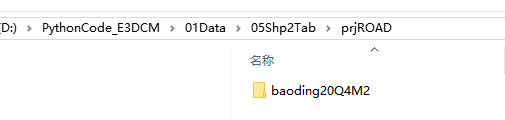 (D:) > PythonCode_E3DCM > 01Data > 05Shp2Tab > prjROAD
名称
baoding20Q4M2